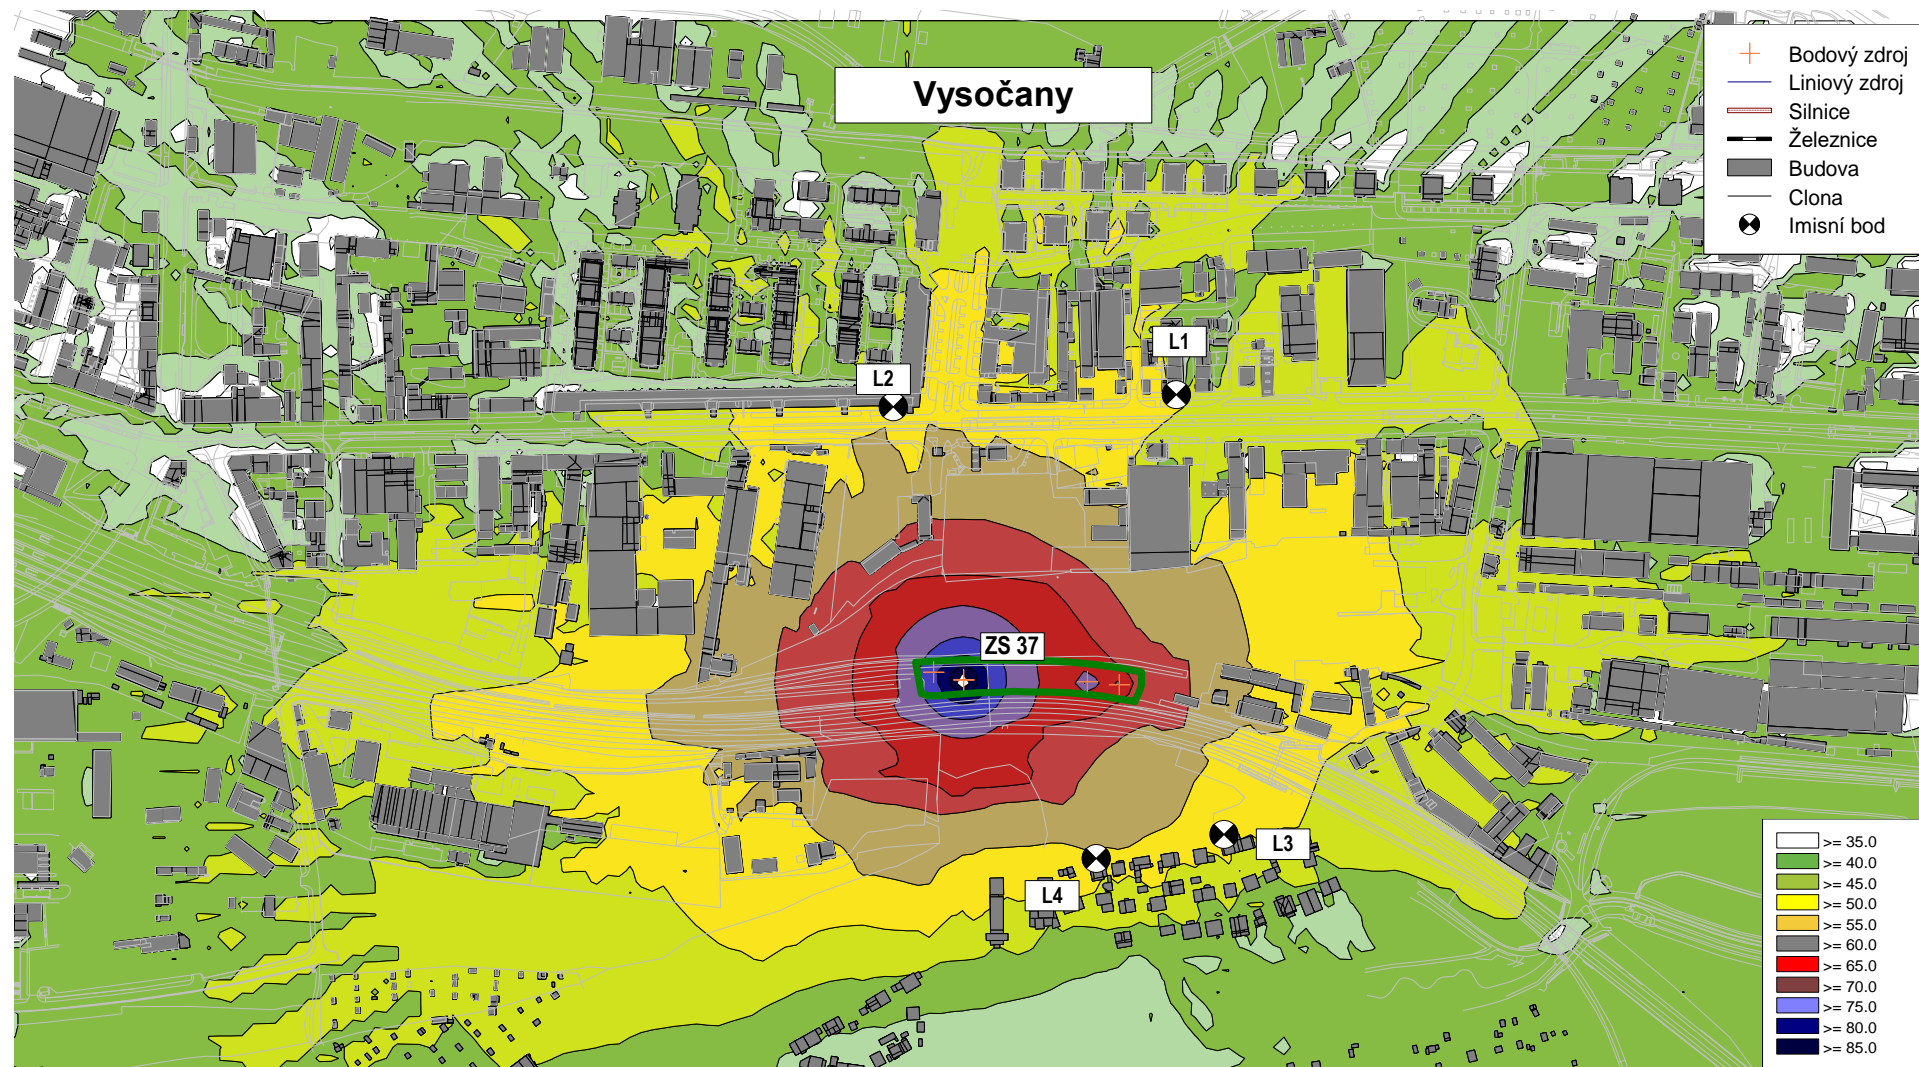 Vysočany
Bodový zdroj
Liniový zdroj
Silnice
Železnice
Budova
Clona
Imisní bod
L1
L2
ZS 37
L3
L4
>= 35.0
>= 40.0
>= 45.0
>= 50.0
>= 55.0
>= 60.0
>= 65.0
>= 70.0
>= 75.0
>= 80.0
>= 85.0